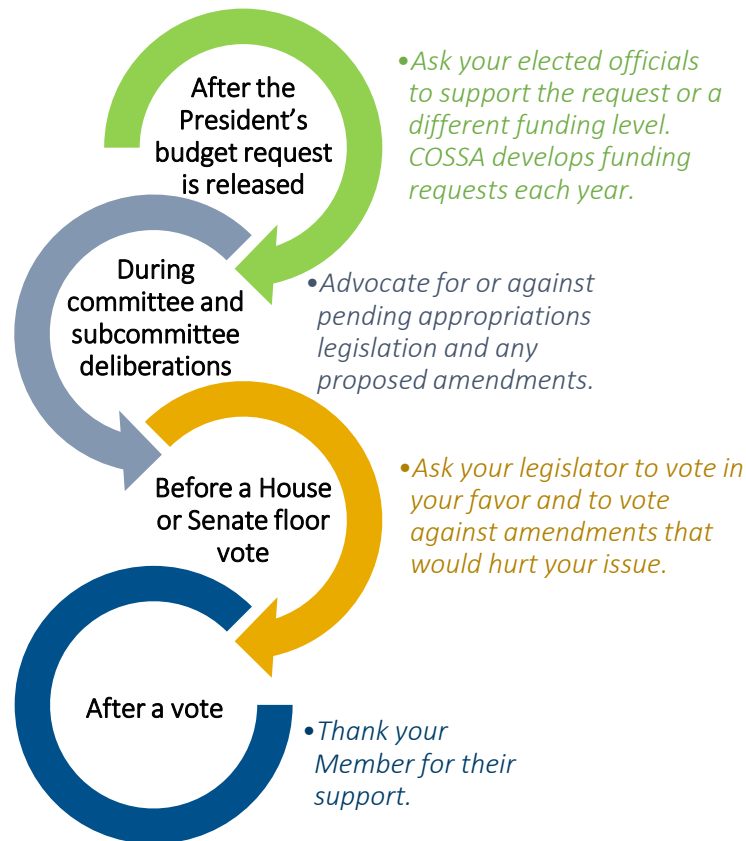 After the
President’s
budget request
is released
•Ask your elected officials
to support the request or a
different funding level.
COSSA develops funding
requests each year.
During
committee and
subcommittee
deliberations
•Advocate for or against
pending appropriations
legislation and any
proposed amendments.
Before a House
or Senate floor
vote
•Ask your legislator to vote in
your favor and to vote
against amendments that
would hurt your issue.
After a vote
•Thank your
Member for their
support.